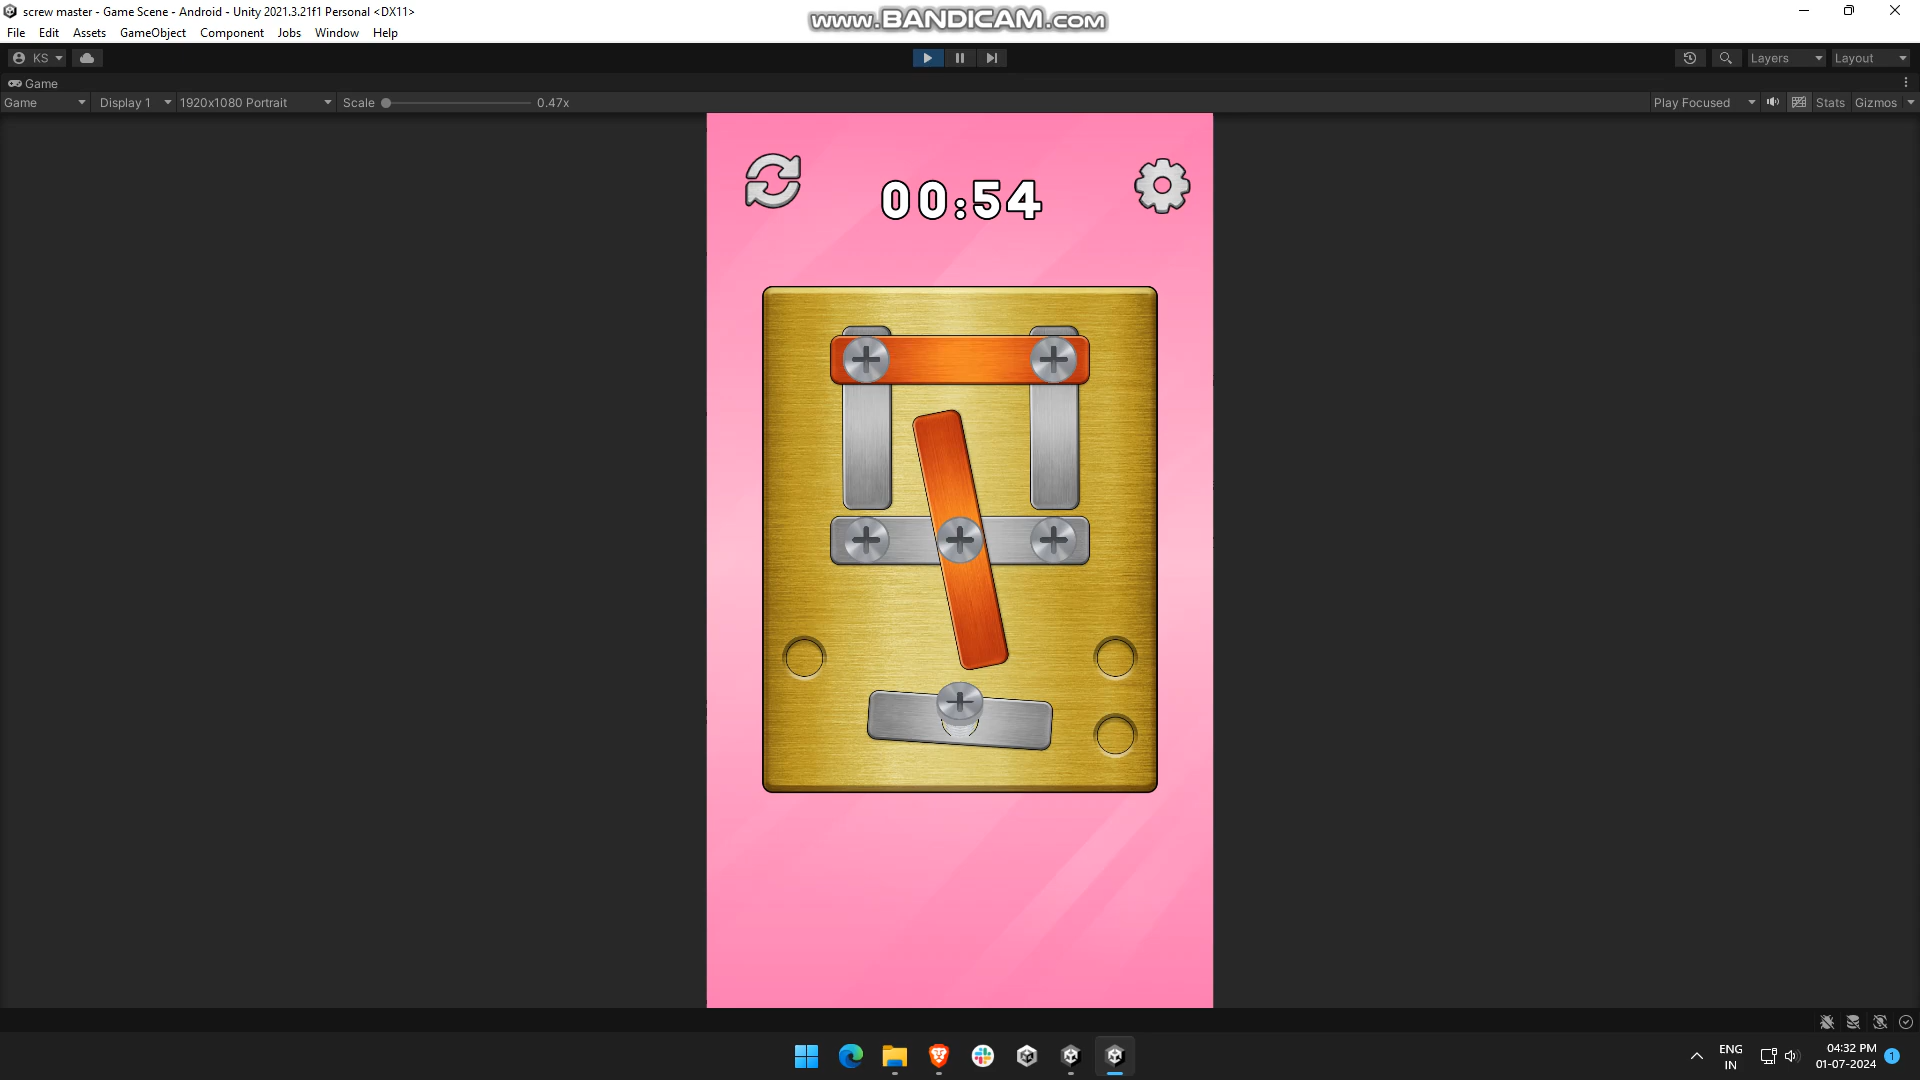 screw master - Game Scene - Android - Unity 2021.3.21f1 Personal <DX11>
www.BANDICAM.com
File Edit Assets GameObject Component Jobs Window Help
KS Layers Layout
Game
Game Display 1 1920x1080 Portrait Scale 0.47x Play Focused Stats Gizmos
00:54
ENG 04:32 PM 1
IN 01-07-2024